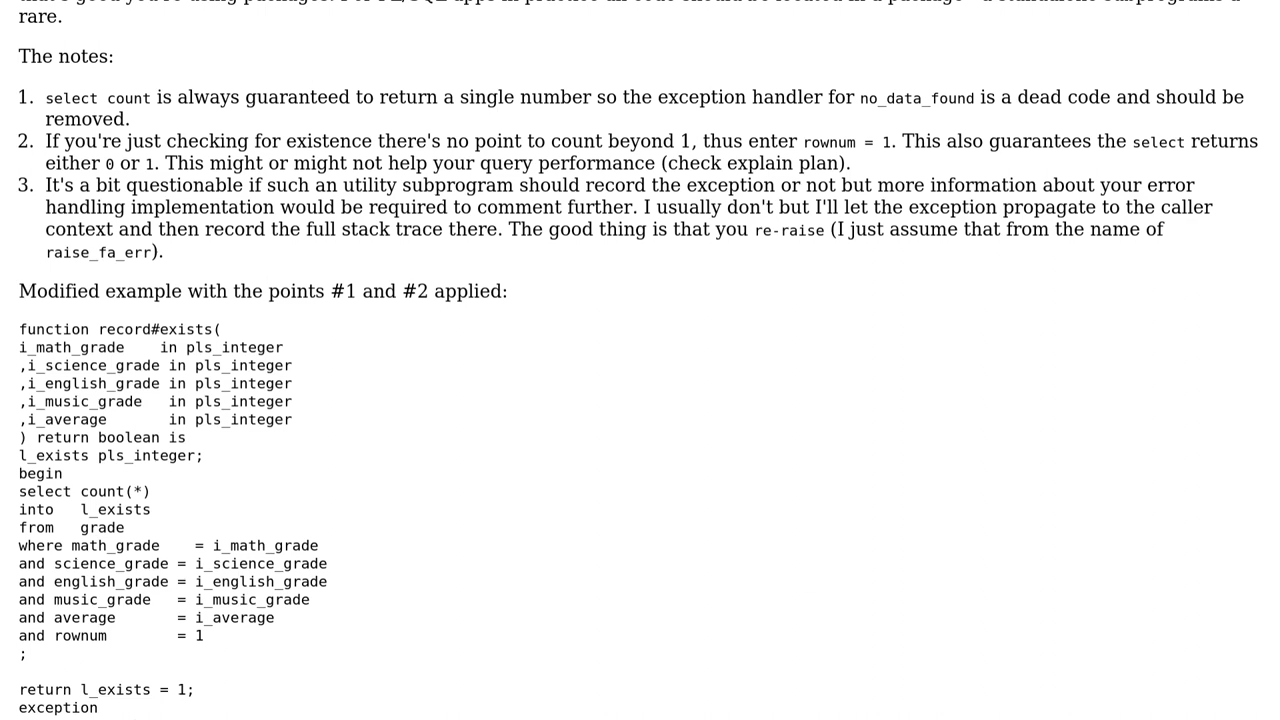 rare.
The notes:
1. select count is always guaranteed to return a single number so the exception handler for no_data_found is a dead code and should be
removed.
2. If you're just checking for existence there's no point to count beyond 1, thus enter rownum = 1. This also guarantees the select returns
either 0 or 1. This might or might not help your query performance (check explain plan).
3. It's a bit questionable if such an utility subprogram should record the exception or not but more information about your error
handling implementation would be required to comment further. I usually don't but I'll let the exception propagate to the caller
context and then record the full stack trace there. The good thing is that you re-raise (I just assume that from the name of
raise_fa_err).
Modified example with the points #1 and #2 applied:
function record#exists(
i_math_grade    in pls_integer
,i_science_grade in pls_integer
,i_english_grade in pls_integer
,i_music_grade   in pls_integer
,i_average       in pls_integer
) return boolean is
l_exists pls_integer;
begin
select count(*)
into   l_exists
from   grade
where math_grade    = i_math_grade
and science_grade = i_science_grade
and english_grade = i_english_grade
and music_grade   = i_music_grade
and average       = i_average
and rownum        = 1
;
return l_exists = 1;
exception